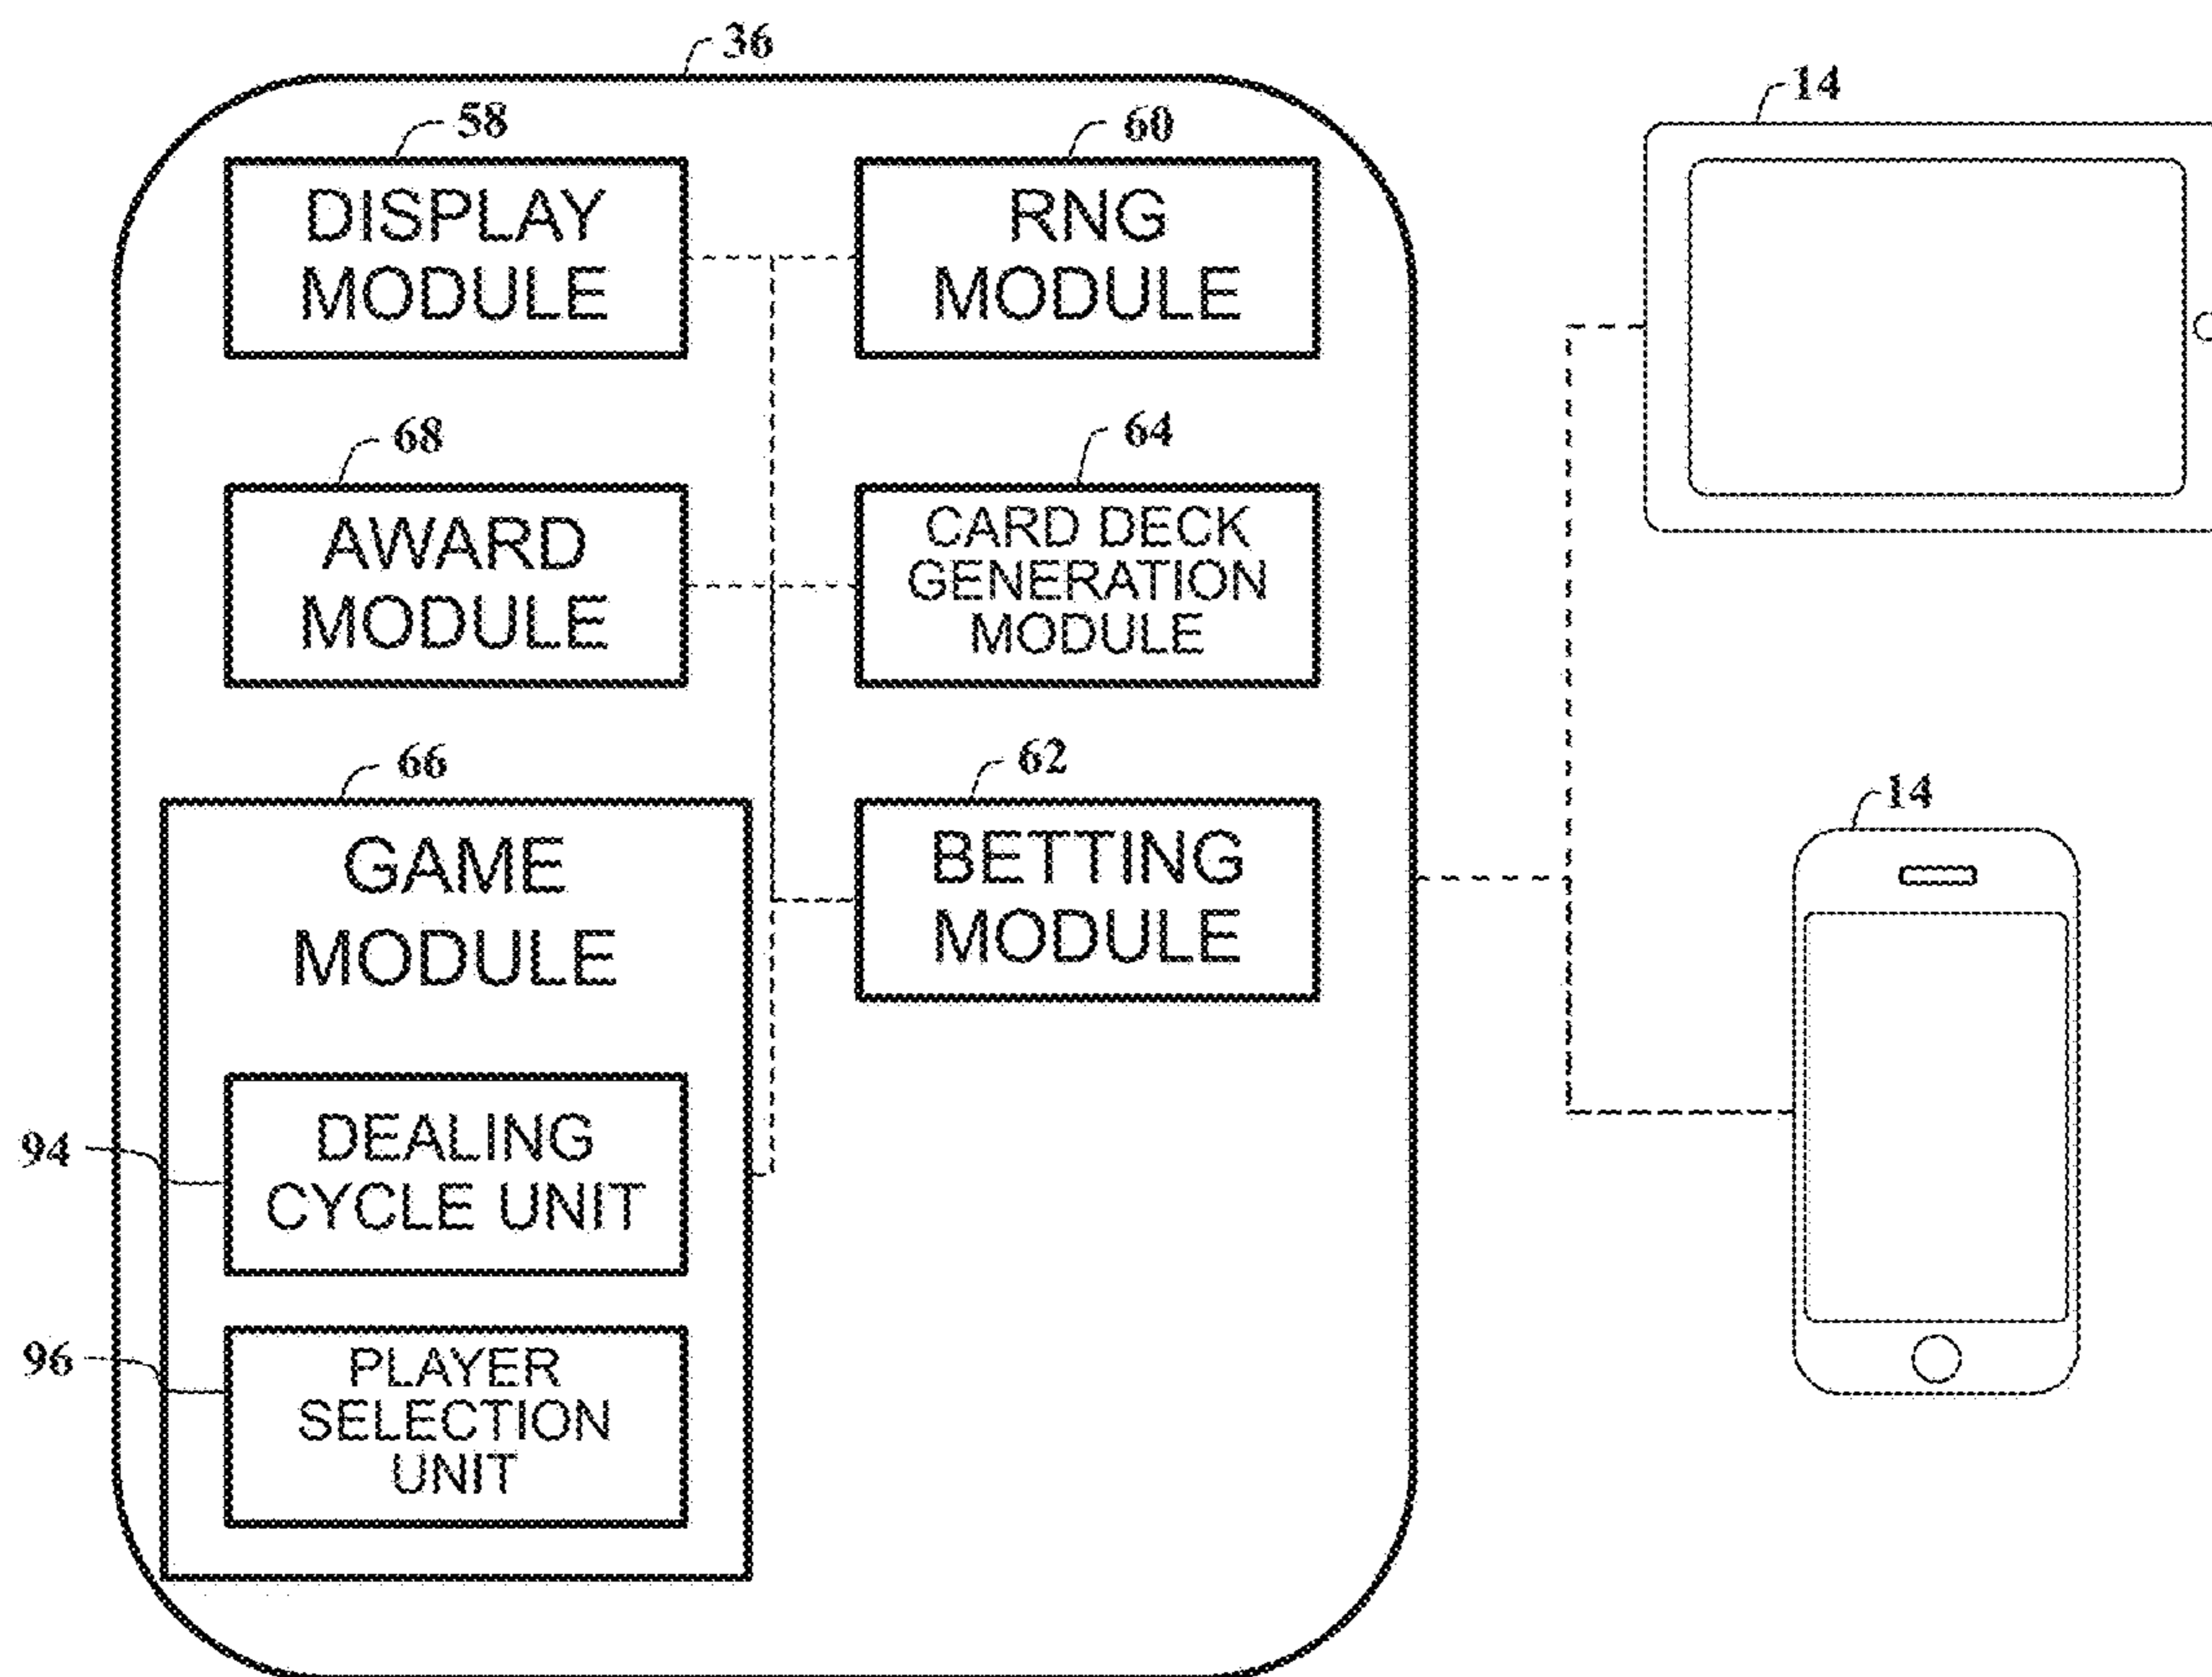 36
58
DISPLAY
MODULE
60
RNG
MODULE
14
68
AWARD
MODULE
64
CARD DECK
GENERATION
MODULE
66
GAME
MODULE
62
BETTING
MODULE
14
94
DEALING
CYCLE UNIT
96
PLAYER
SELECTION
UNIT